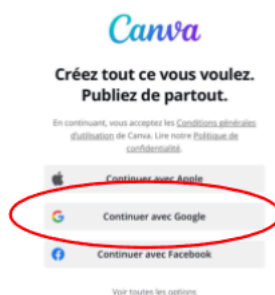 Canva
Créez tout ce vous voulez.
Publiez de partout.
En continuant, vous acceptez les Conditions générales
d'utilisation de Canva. Lire notre Politique de
confidentialité.
Continuer avec Apple
Continuer avec Google
Continuer avec Facebook
Voir toutes les options